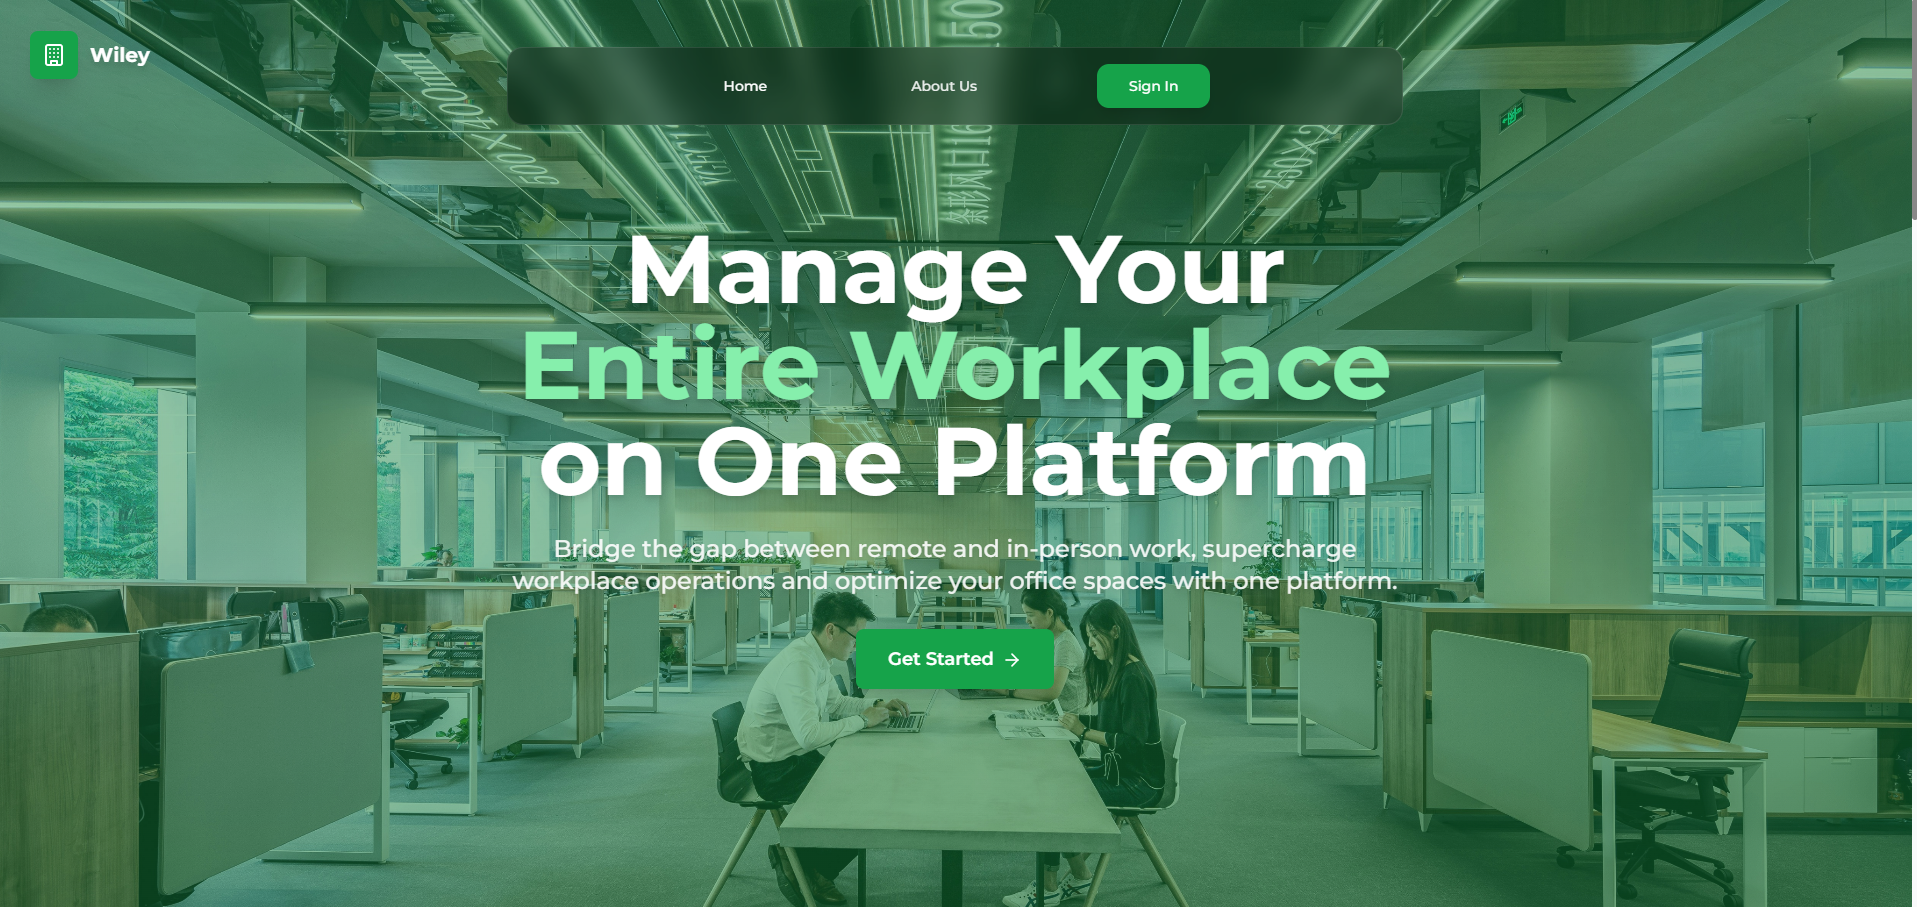 Wiley
Home
About Us
Sign In
Manage Your
Entire Workplace
on One Platform
Bridge the gap between remote and in-person work, supercharge
workplace operations and optimize your office spaces with one platform.
Get Started